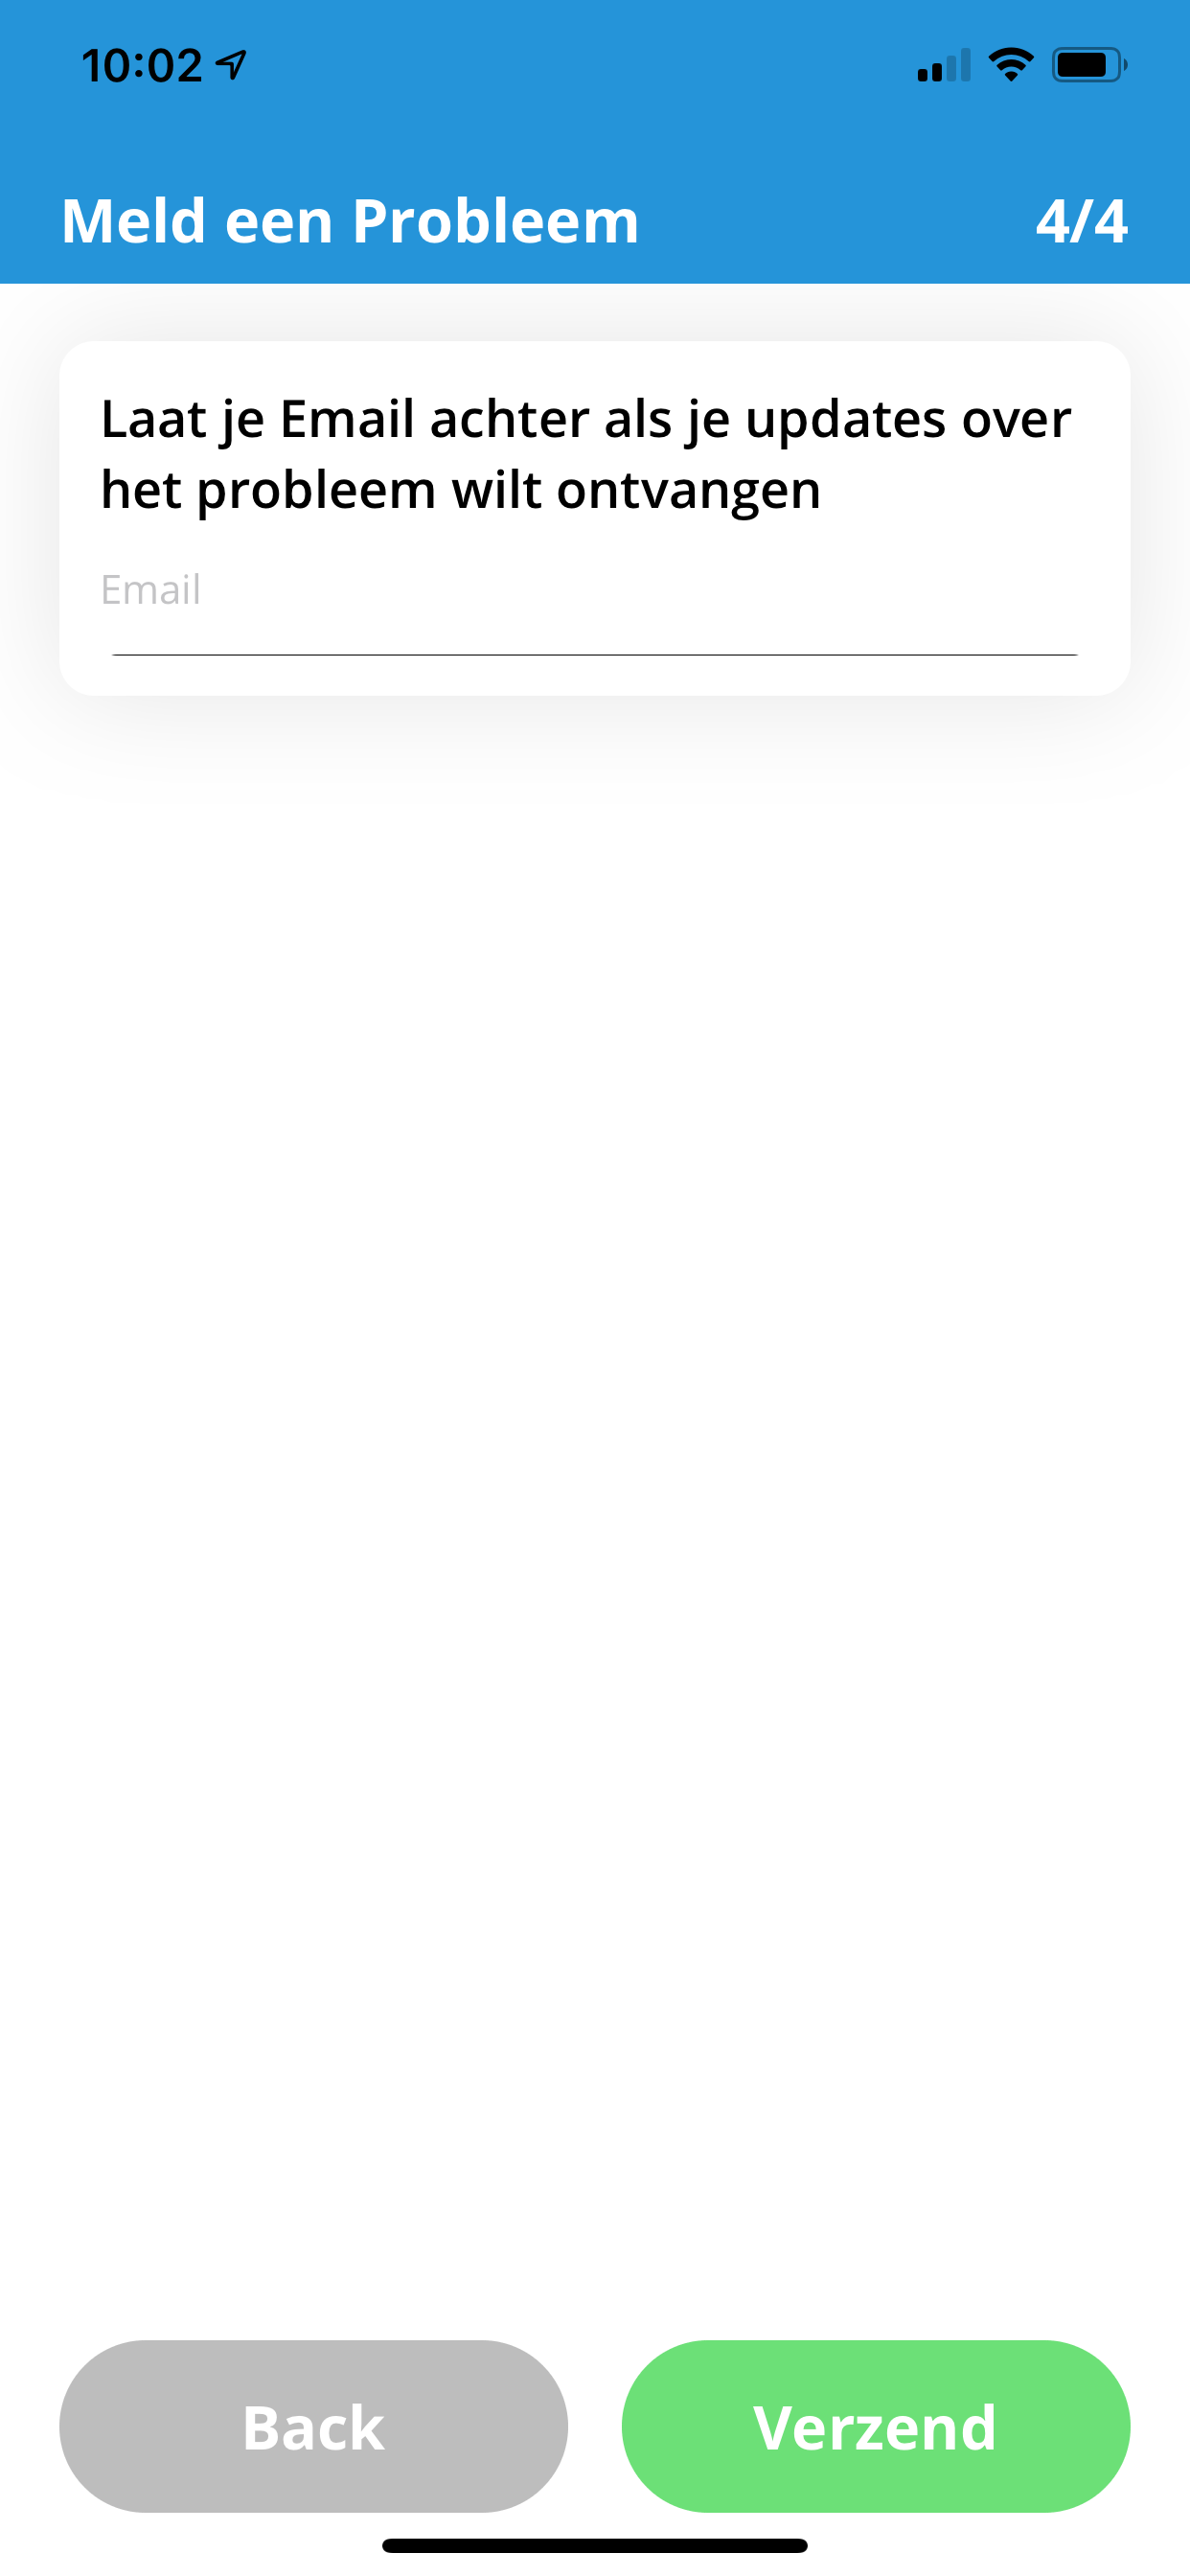 10:02
Meld een Probleem 4/4
Laat je Email achter als je updates over
het probleem wilt ontvangen
Email
Back Verzend